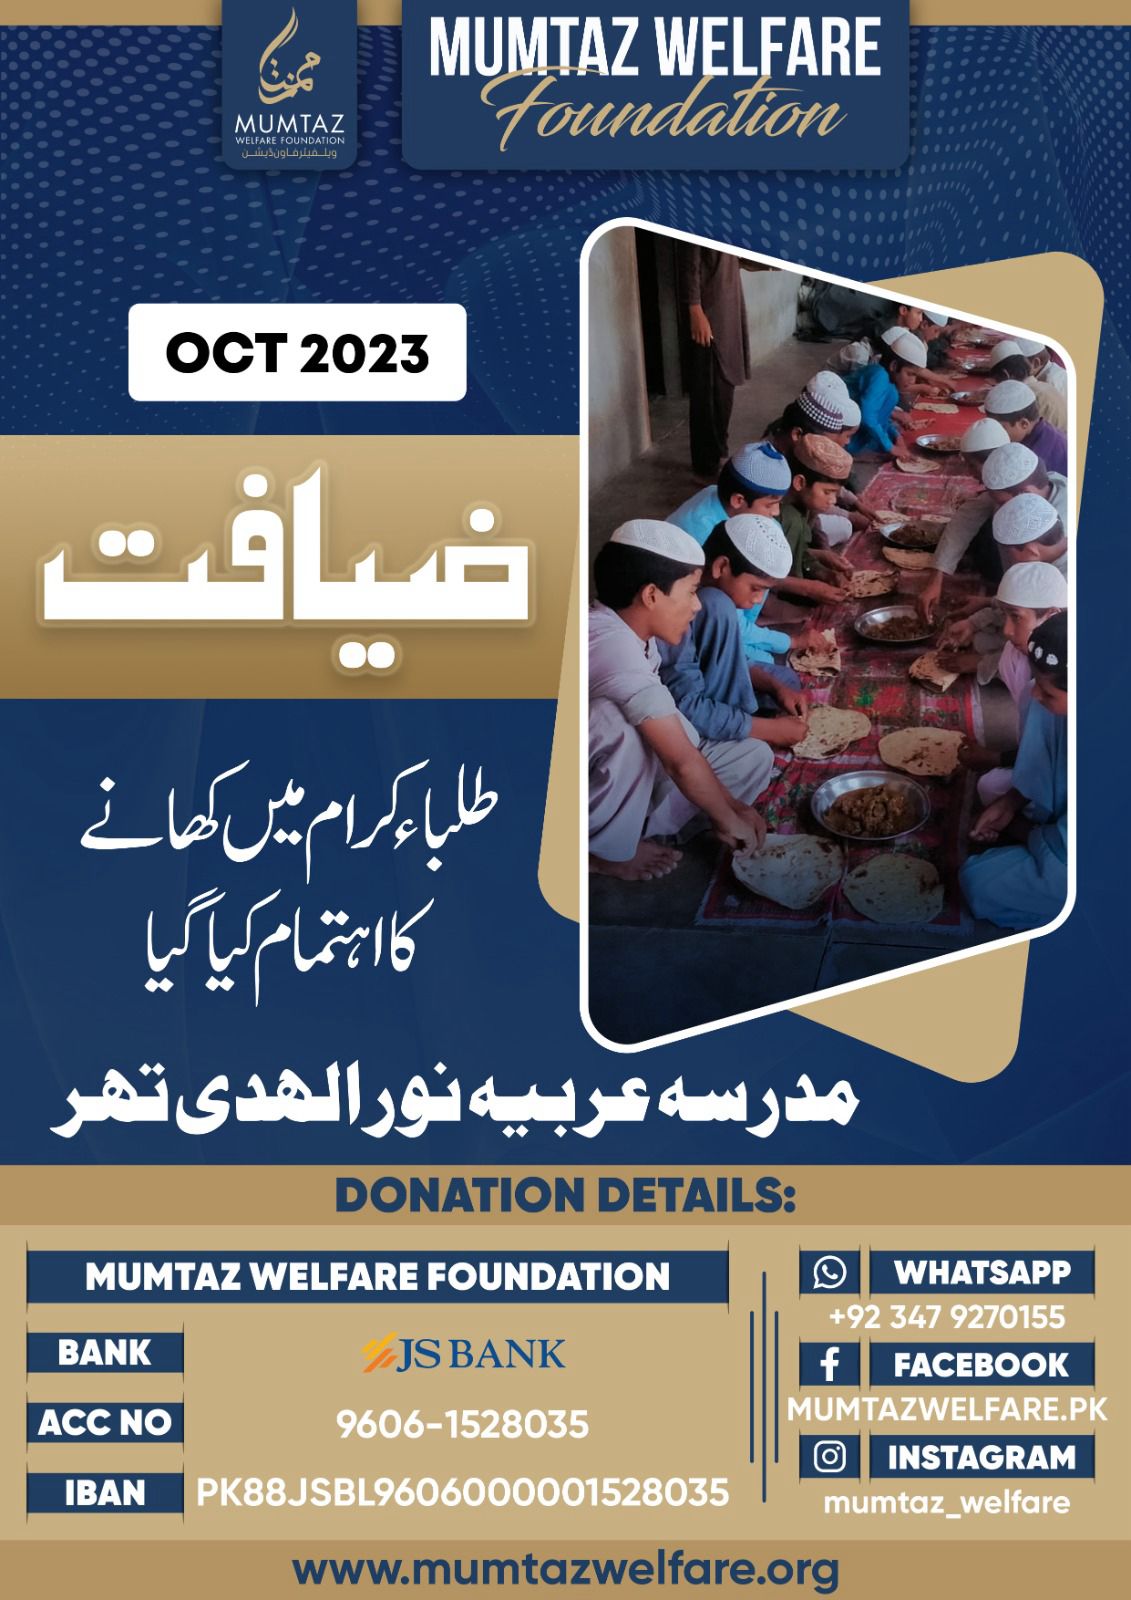 ممتاز
MUMTAZ
WELFARE FOUNDATION
ویلفیئر فاونڈیشن
MUMTAZ WELFARE
Foundation
OCT 2023
ضیافت
طلباء کرام میں کھانے
کا اہتمام کیا گیا
مدرسہ عربیہ نور الھدی تھر
DONATION DETAILS:
MUMTAZ WELFARE FOUNDATION
BANK JS BANK
ACC NO 9606-1528035
IBAN PK88JSBL9606000001528035
WHATSAPP
+92 347 9270155
FACEBOOK
MUMTAZWELFARE.PK
INSTAGRAM
mumtaz_welfare
www.mumtazwelfare.org